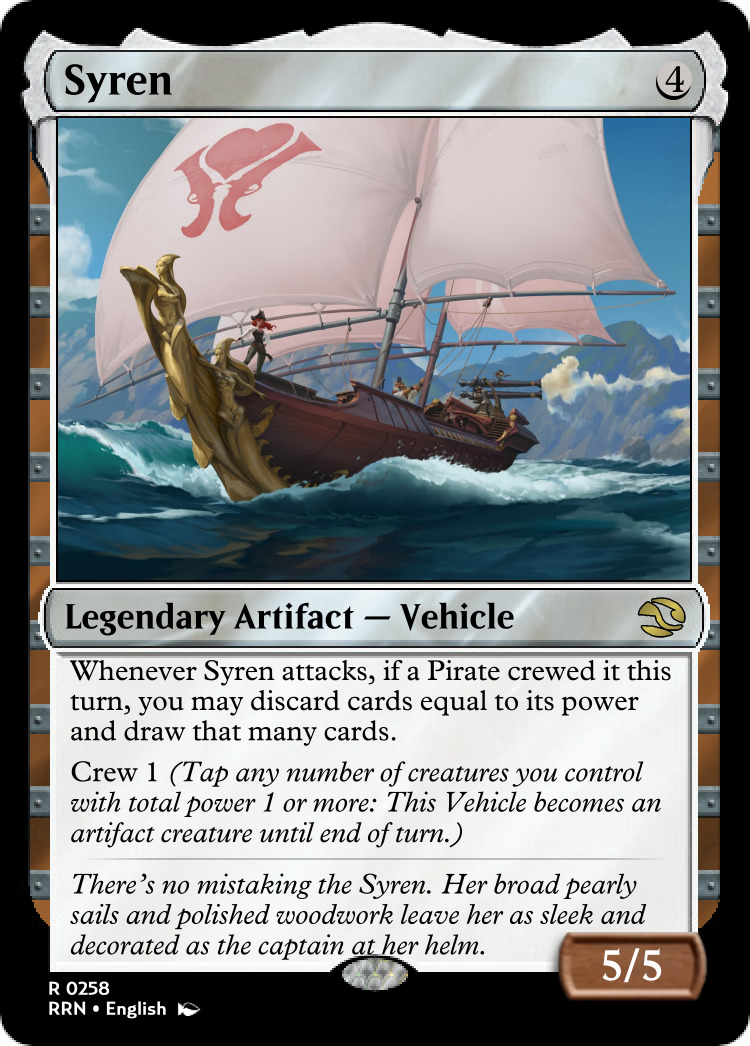 Syren
4
Legendary Artifact — Vehicle
Whenever Syren attacks, if a Pirate crewed it this
turn, you may discard cards equal to its power
and draw that many cards.
Crew 1 (Tap any number of creatures you control
with total power 1 or more: This Vehicle becomes an
artifact creature until end of turn.)
There's no mistaking the Syren. Her broad pearly
sails and polished woodwork leave her as sleek and
decorated as the captain at her helm.
5/5
R 0258
RRN • English